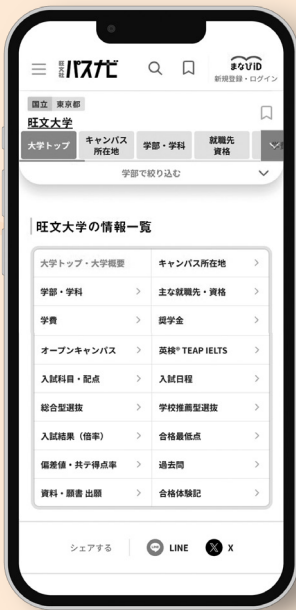 旺文社 パスナビ
まなびiD
新規登録・ログイン
国立 東京都
旺文大学
大学トップ
キャンパス所在地
学部・学科
就職先資格
学部で絞り込む
旺文大学の情報一覧
大学トップ・大学概要
キャンパス所在地
学部・学科
主な就職先・資格
学費
奨学金
オープンキャンパス
英検® TEAP IELTS
入試科目・配点
入試日程
総合型選抜
学校推薦型選抜
入試結果（倍率）
合格最低点
偏差値・共テ得点率
過去問
資料・願書 出願
合格体験記
シェアする
LINE
X